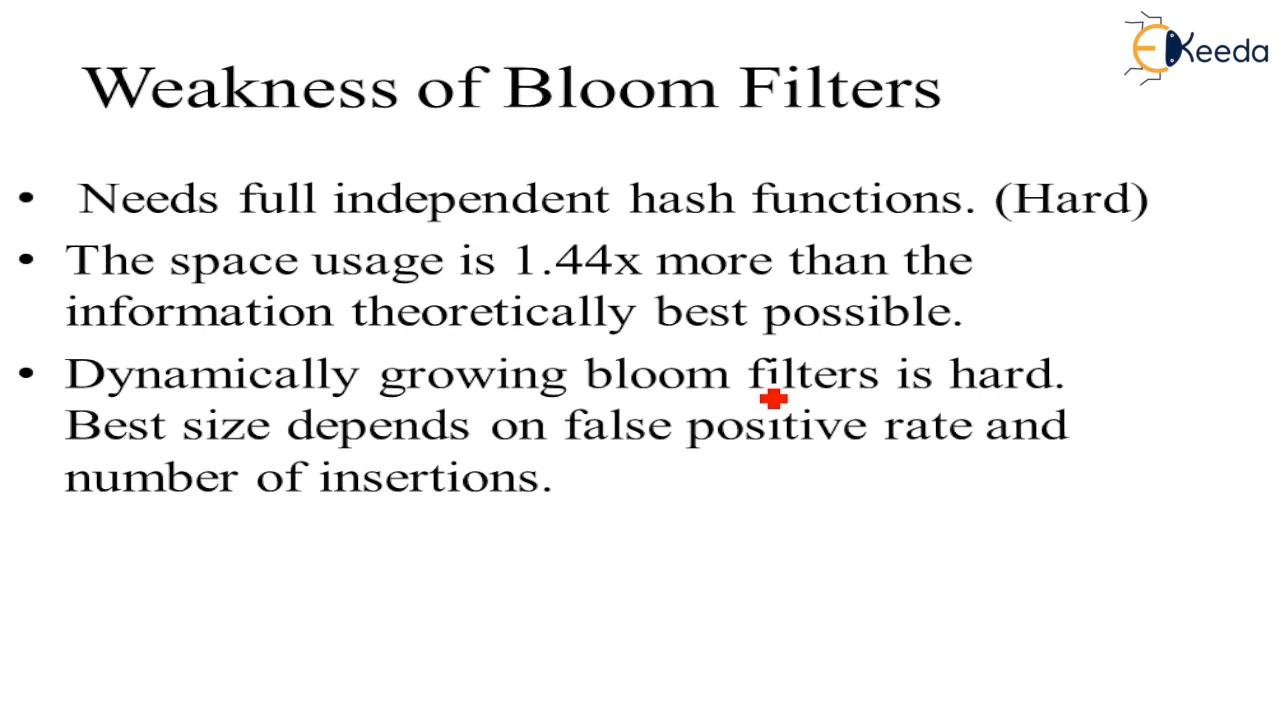 EKeeda
Weakness of Bloom Filters
• Needs full independent hash functions. (Hard)
• The space usage is 1.44x more than the
information theoretically best possible.
• Dynamically growing bloom filters is hard.
Best size depends on false positive rate and
number of insertions.